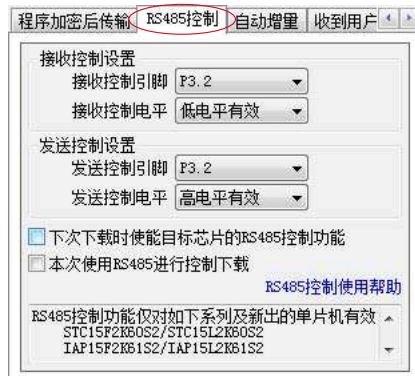 程序加密后传输 RS485控制 自动增量 收到用户
接收控制设置
接收控制引脚 P3.2
接收控制电平 低电平有效
发送控制设置
发送控制引脚 P3.2
发送控制电平 高电平有效
下次下载时使能目标芯片的RS485控制功能
本次使用RS485进行控制下载
RS485控制使用帮助
RS485控制功能仅对如下系列及新出的单片机有效
STC15F2K60S2/STC15L2K60S2
IAP15F2K61S2/IAP15L2K61S2